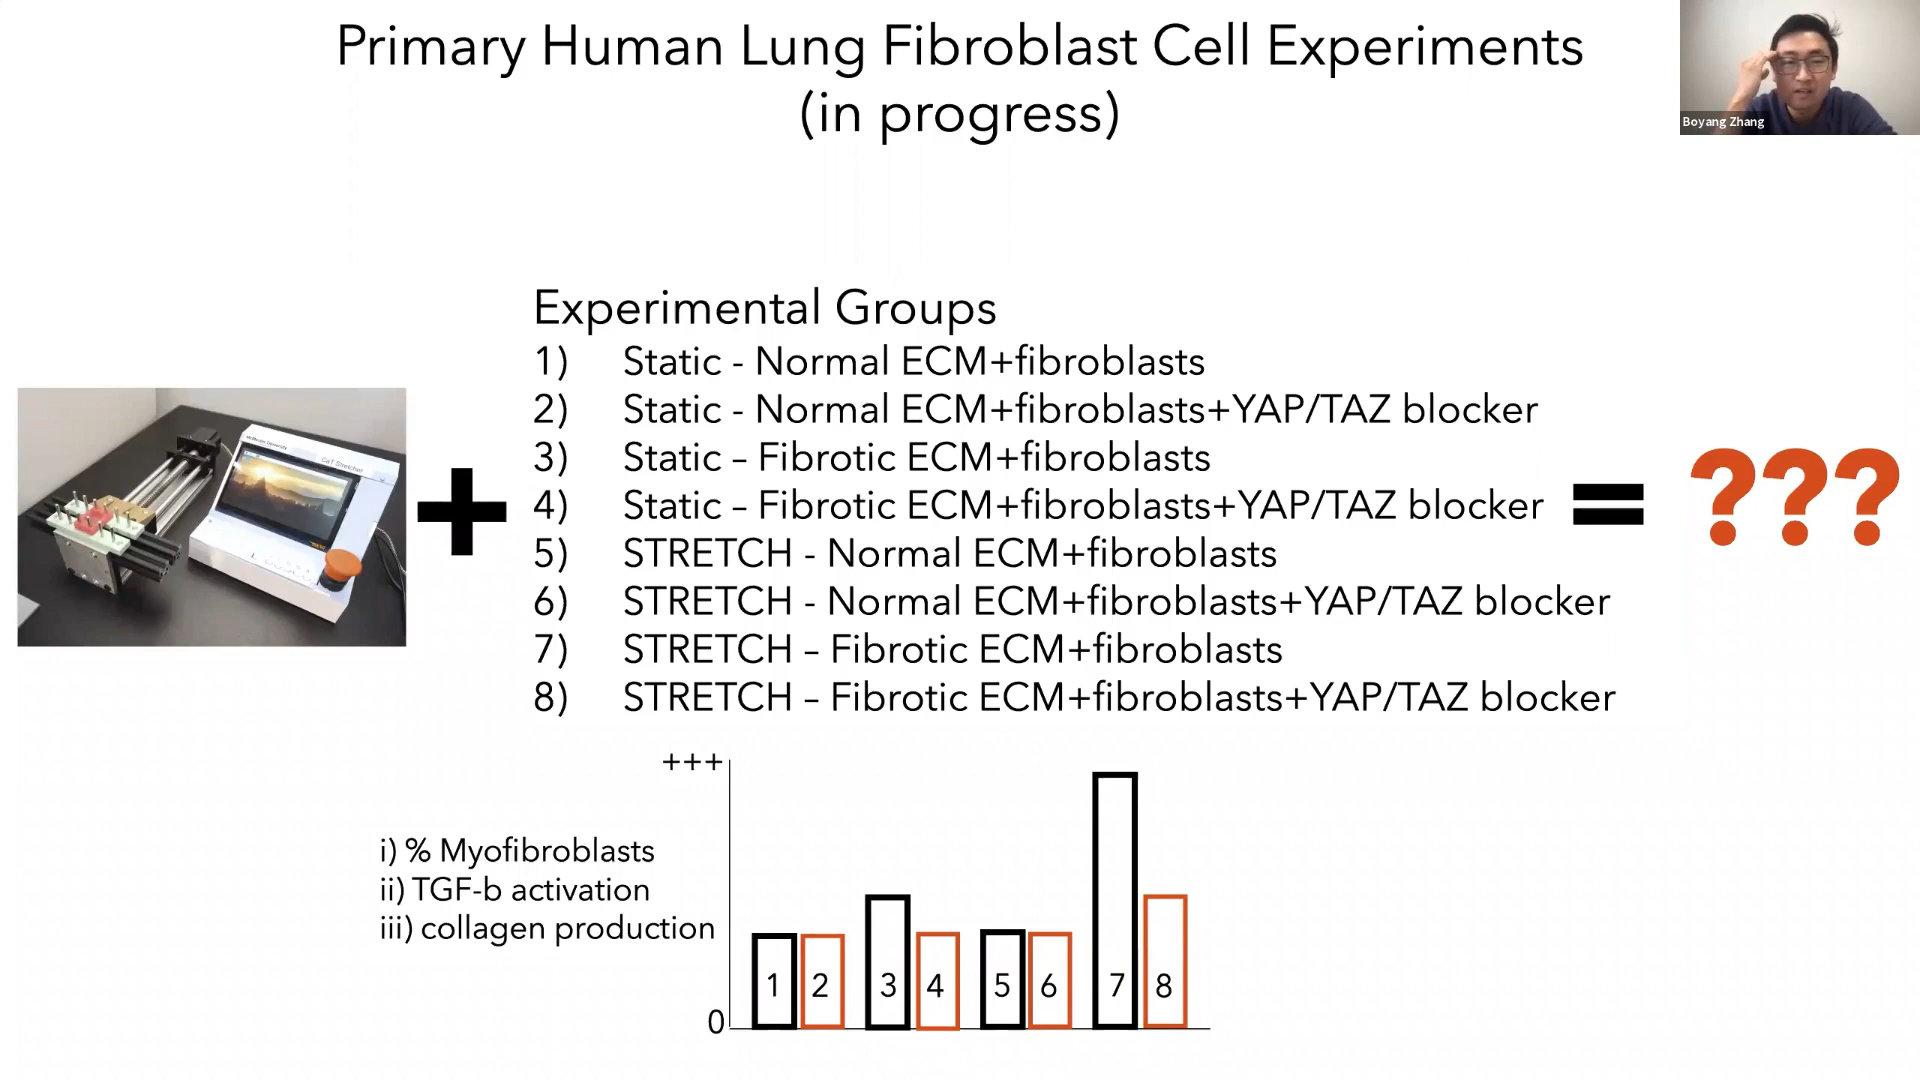 Primary Human Lung Fibroblast Cell Experiments
(in progress)
Boyang Zhang
Experimental Groups
1) Static - Normal ECM+fibroblasts
2) Static - Normal ECM+fibroblasts+YAP/TAZ blocker
3) Static – Fibrotic ECM+fibroblasts
4) Static – Fibrotic ECM+fibroblasts+YAP/TAZ blocker
5) STRETCH - Normal ECM+fibroblasts
6) STRETCH - Normal ECM+fibroblasts+YAP/TAZ blocker
7) STRETCH – Fibrotic ECM+fibroblasts
8) STRETCH – Fibrotic ECM+fibroblasts+YAP/TAZ blocker
+
=
???
+++
i) % Myofibroblasts
ii) TGF-b activation
iii) collagen production
1 2 3 4 5 6 7 8
0